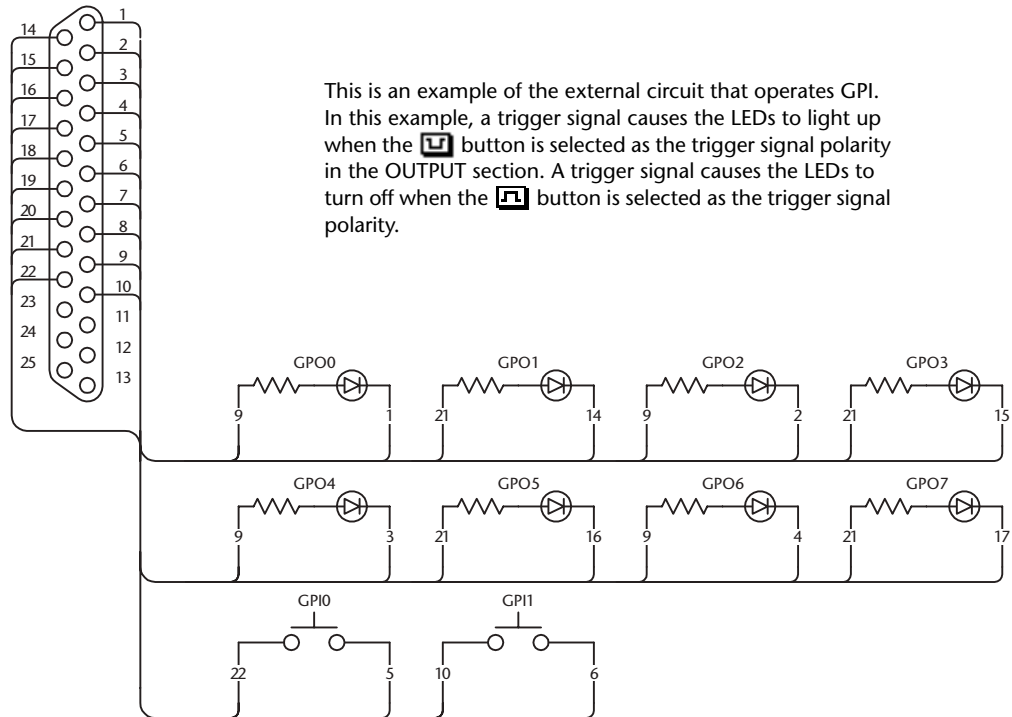 1
14
2
15
3
16
4
17
5
18
6
19
7
20
8
21
9
22
10
23
11
24
12
25
13
This is an example of the external circuit that operates GPI.
In this example, a trigger signal causes the LEDs to light up
when the button is selected as the trigger signal polarity
in the OUTPUT section. A trigger signal causes the LEDs to
turn off when the button is selected as the trigger signal
polarity.
GPO0 GPO1 GPO2 GPO3
9 1 21 14 9 2 21 15
GPO4 GPO5 GPO6 GPO7
9 3 21 16 9 4 21 17
GPI0 GPI1
22 5 10 6